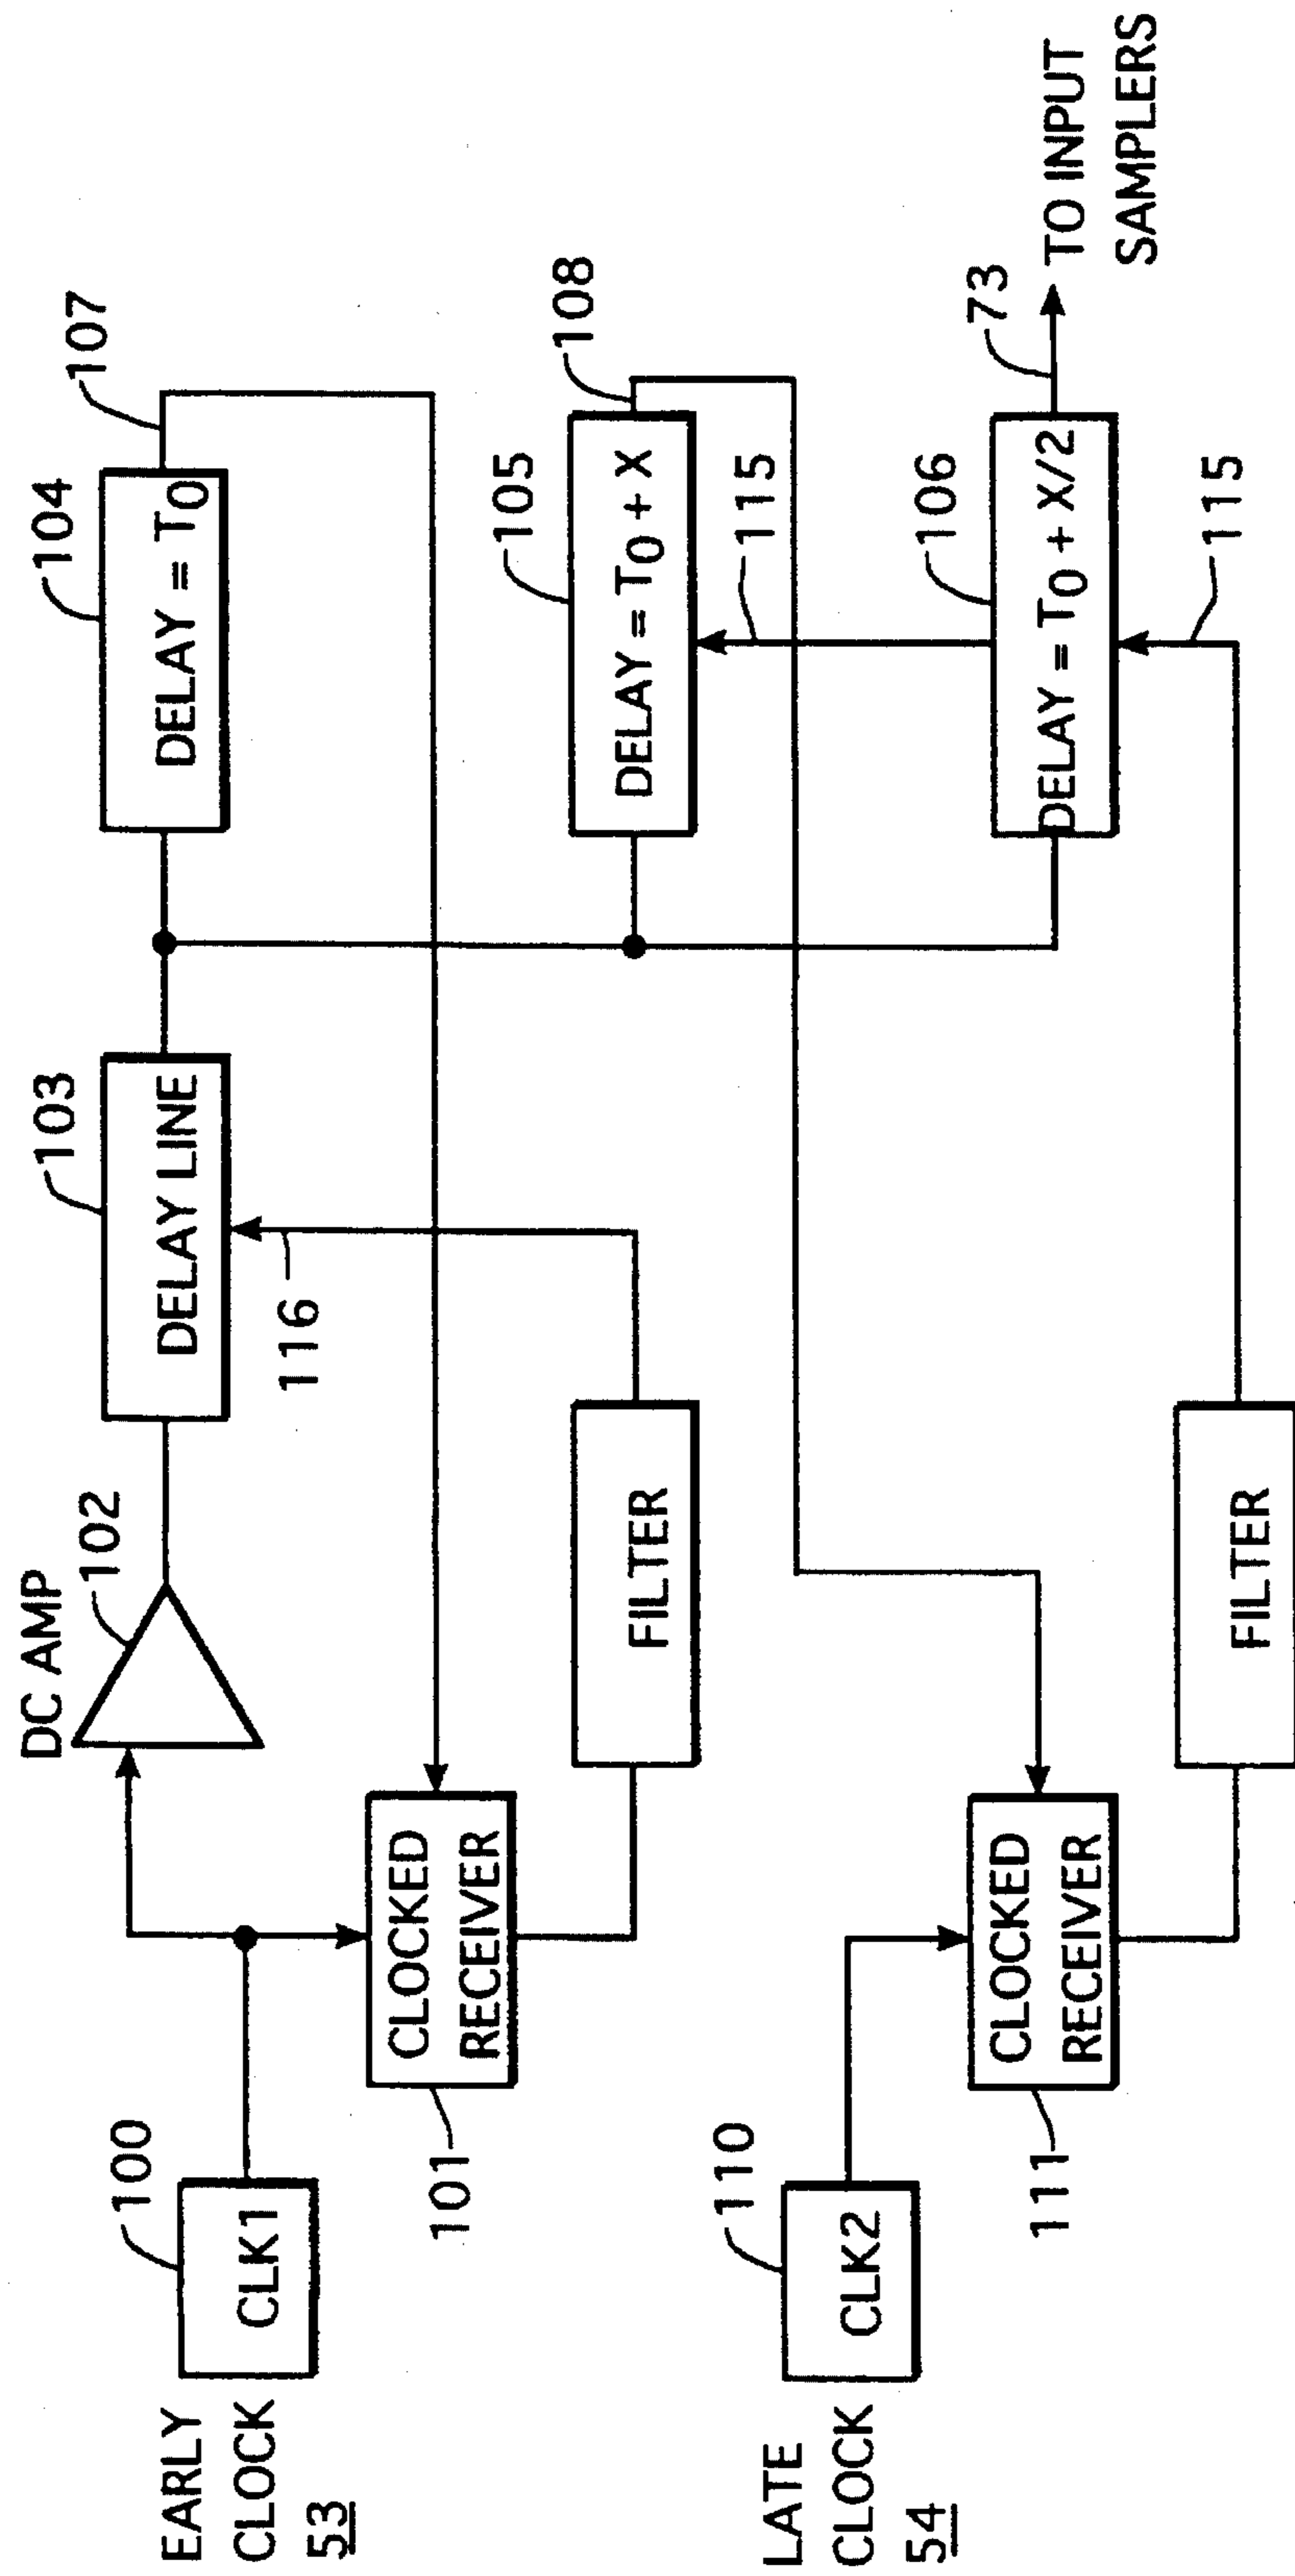 EARLY
CLOCK
53
100
CLK1
DC AMP
102
103
DELAY LINE
104
DELAY = T0
107
101
CLOCKED
RECEIVER
116
FILTER
105
DELAY = T0 + X
108
115
LATE
CLOCK
54
110
CLK2
111
CLOCKED
RECEIVER
FILTER
106
DELAY = T0 + X/2
115
73
TO INPUT
SAMPLERS